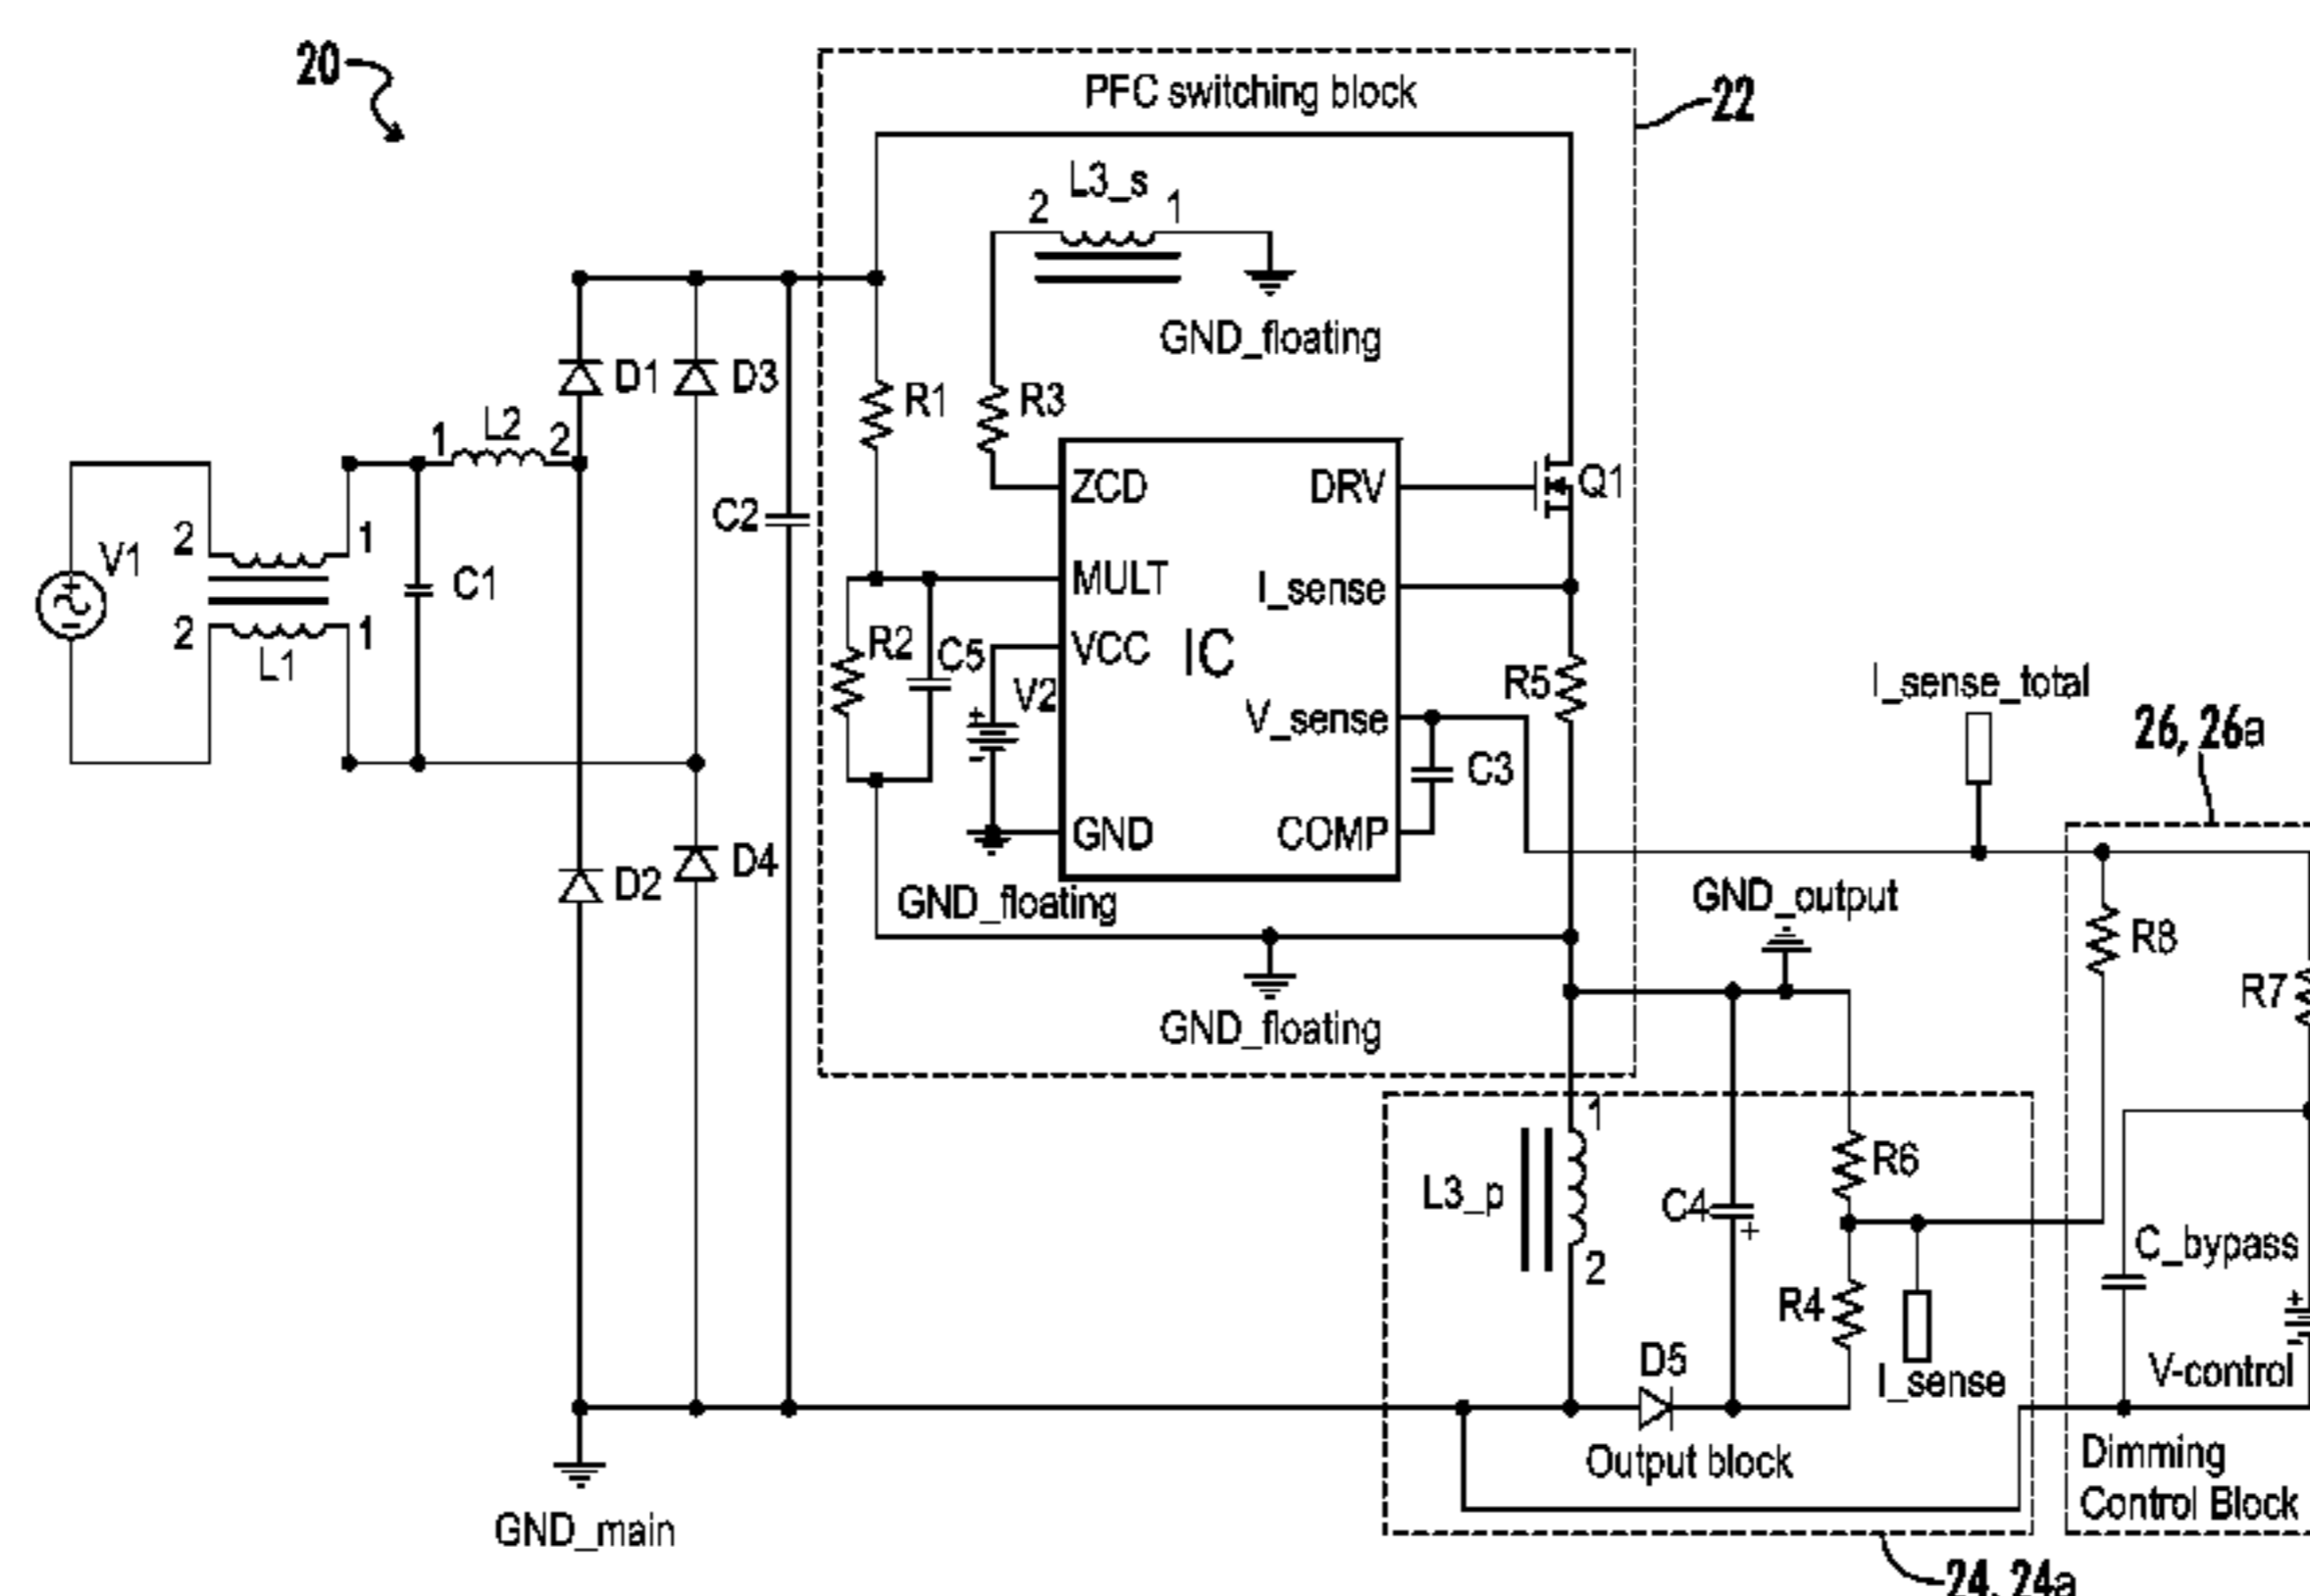 20
PFC switching block
22
L3_s
2 1
GND_floating
D1 D3
R1 R3
1 L2 2
ZCD DRV Q1
C2
V1 2 1
C1
MULT I_sense
2 1
L1
R2 C5 VCC IC
V2 R5
+
V_sense
-
C3
I_sense_total
26, 26a
GND COMP
D2 D4
GND_floating
GND_output
R8
R7
GND_floating
1
L3_p
2
C4
+
R6
C_bypass
R4
+
-
I_sense
V-control
D5
Output block
Dimming
Control Block
GND_main
24, 24a